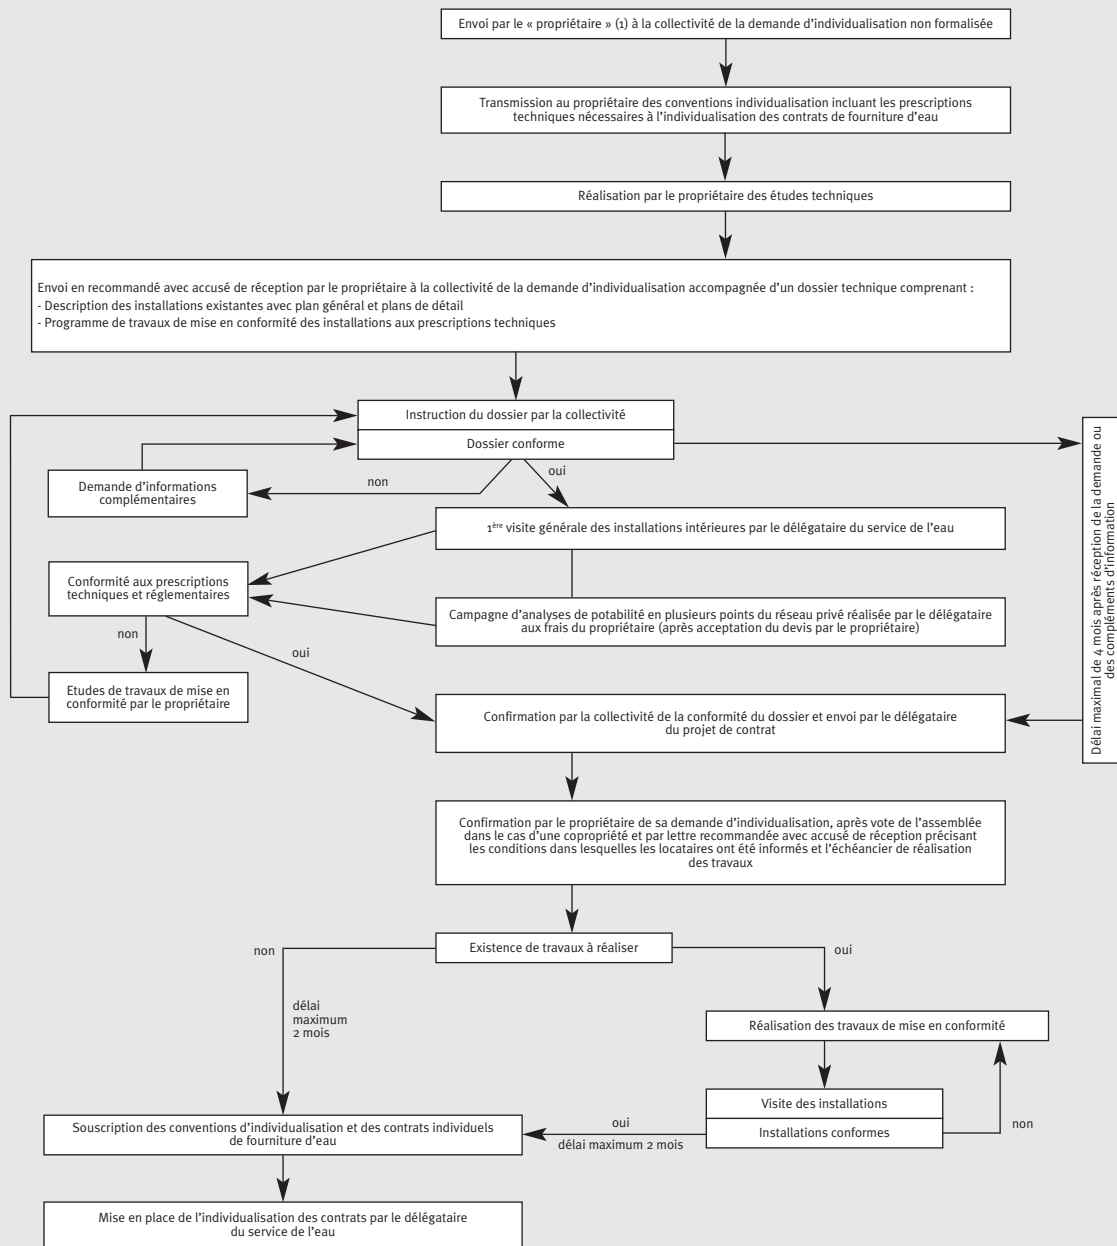 Envoi par le « propriétaire » (1) à la collectivité de la demande d'individualisation non formalisée
Transmission au propriétaire des conventions individualisation incluant les prescriptions
techniques nécessaires à l'individualisation des contrats de fourniture d'eau
Réalisation par le propriétaire des études techniques
Envoi en recommandé avec accusé de réception par le propriétaire à la collectivité de la demande d'individualisation accompagnée d'un dossier technique comprenant :
- Description des installations existantes avec plan général et plans de détail
- Programme de travaux de mise en conformité des installations aux prescriptions techniques
Instruction du dossier par la collectivité
Dossier conforme
oui
non
Demande d'informations
complémentaires
1ère visite générale des installations intérieures par le délégataire du service de l'eau
Conformité aux prescriptions
techniques et réglementaires
Campagne d'analyses de potabilité en plusieurs points du réseau privé réalisée par le délégataire
aux frais du propriétaire (après acceptation du devis par le propriétaire)
non
oui
Etudes de travaux de mise en
conformité par le propriétaire
Délai maximal de 4 mois après réception de la demande ou
des compléments d'information
Confirmation par la collectivité de la conformité du dossier et envoi par le délégataire
du projet de contrat
Confirmation par le propriétaire de sa demande d'individualisation, après vote de l'assemblée
dans le cas d'une copropriété et par lettre recommandée avec accusé de réception précisant
les conditions dans lesquelles les locataires ont été informés et l'échéancier de réalisation
des travaux
Existence de travaux à réaliser
non
oui
délai
maximum
2 mois
Réalisation des travaux de mise en conformité
Visite des installations
Installations conformes
non
oui
délai maximum 2 mois
Souscription des conventions d'individualisation et des contrats individuels
de fourniture d'eau
Mise en place de l'individualisation des contrats par le délégataire
du service de l'eau